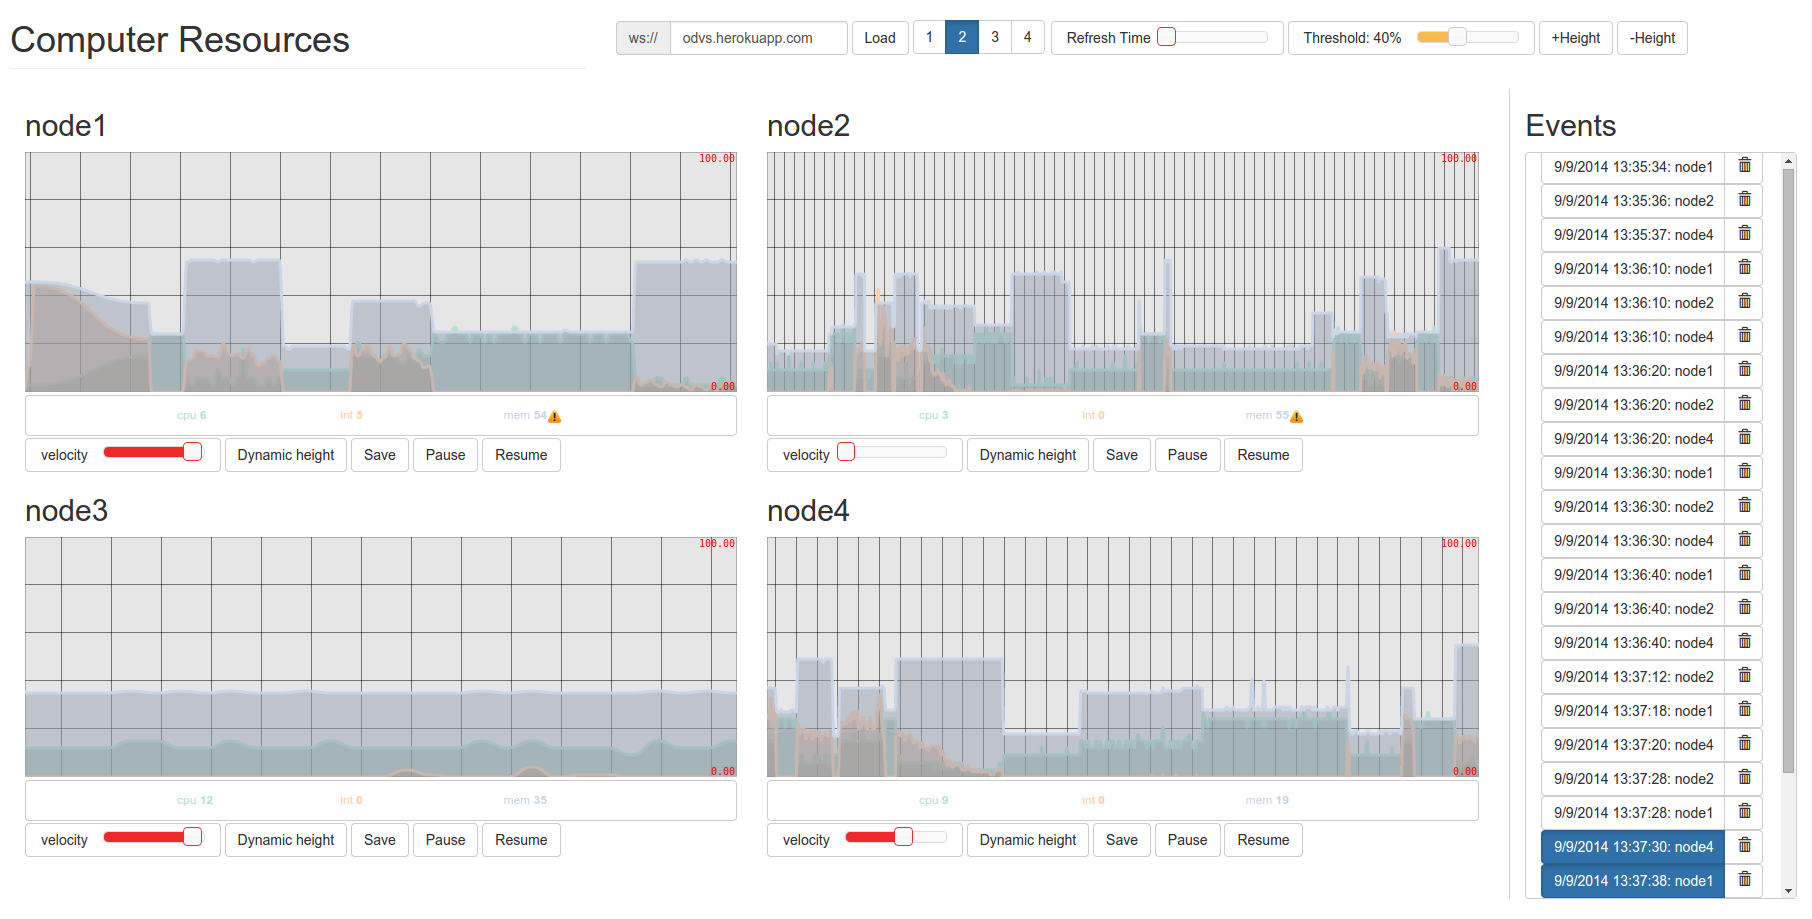 Computer Resources
ws:// odvs.herokuapp.com Load 1 2 3 4 Refresh Time Threshold: 40% +Height -Height
node1
100.00
0.00
cpu 6 int 5 mem 54
velocity Dynamic height Save Pause Resume
node2
100.00
0.00
cpu 3 int 0 mem 55
velocity Dynamic height Save Pause Resume
node3
100.00
0.00
cpu 12 int 0 mem 35
velocity Dynamic height Save Pause Resume
node4
100.00
0.00
cpu 9 int 0 mem 19
velocity Dynamic height Save Pause Resume
Events
9/9/2014 13:35:34: node1
9/9/2014 13:35:36: node2
9/9/2014 13:35:37: node4
9/9/2014 13:36:10: node1
9/9/2014 13:36:10: node2
9/9/2014 13:36:10: node4
9/9/2014 13:36:20: node1
9/9/2014 13:36:20: node2
9/9/2014 13:36:20: node4
9/9/2014 13:36:30: node1
9/9/2014 13:36:30: node2
9/9/2014 13:36:30: node4
9/9/2014 13:36:40: node1
9/9/2014 13:36:40: node2
9/9/2014 13:36:40: node4
9/9/2014 13:37:12: node2
9/9/2014 13:37:18: node1
9/9/2014 13:37:20: node4
9/9/2014 13:37:28: node2
9/9/2014 13:37:28: node1
9/9/2014 13:37:30: node4
9/9/2014 13:37:38: node1